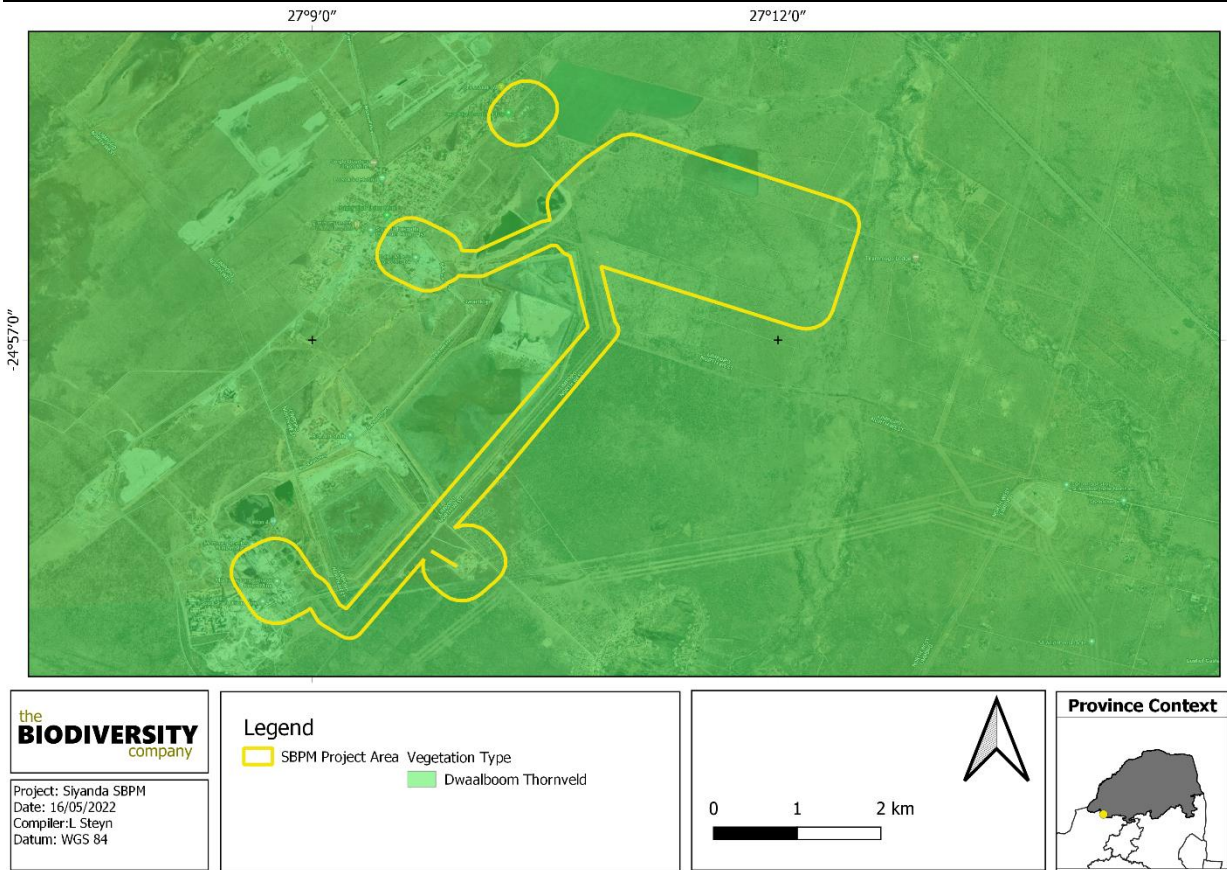 27°9′0″ 27°12′0″
-24°57′0″
the
BIODIVERSITY
company
Project: Siyanda SBPM
Date: 16/05/2022
Compiler:L Steyn
Datum: WGS 84
Legend
SBPM Project Area Vegetation Type
Dwaalboom Thornveld
0 1 2 km
Province Context